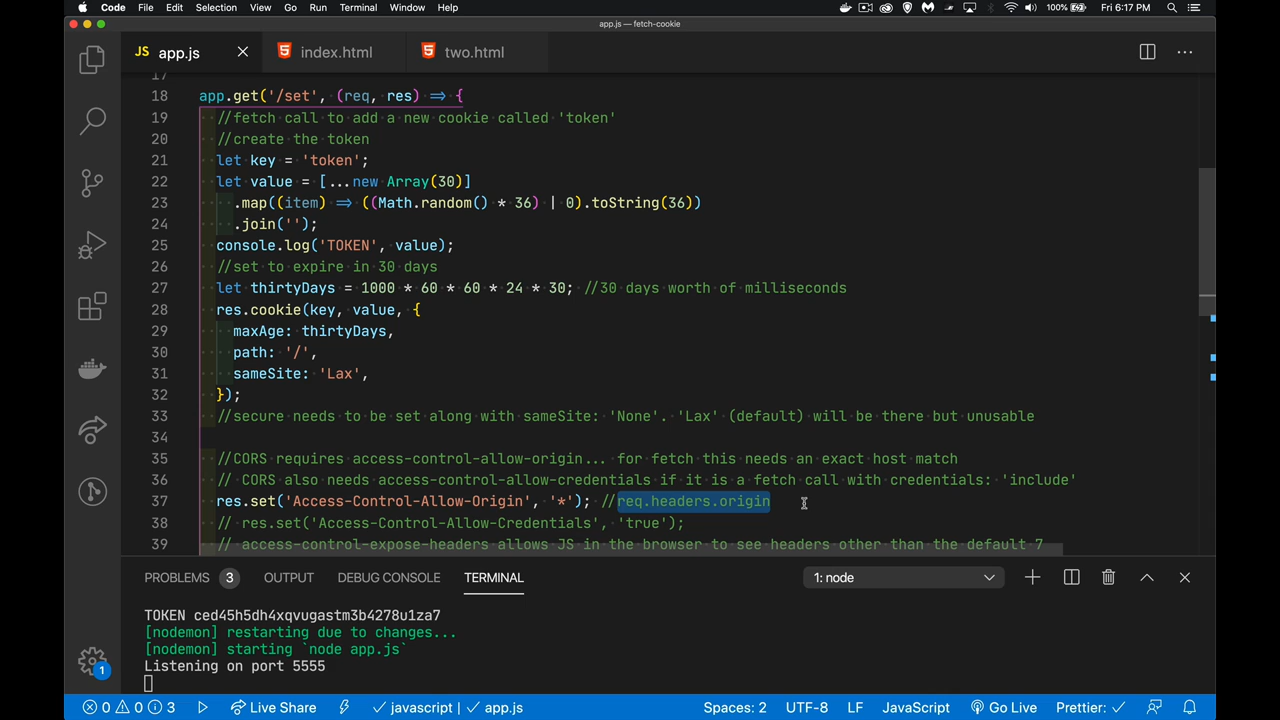 Code File Edit Selection View Go Run Terminal Window Help 100% Fri 6:17 PM
app.js — fetch-cookie
JS app.js index.html two.html
17
18 app.get('/set', (req, res) => {
19 //fetch call to add a new cookie called 'token'
20 //create the token
21 let key = 'token';
22 let value = [...new Array(30)]
23 .map((item) => ((Math.random() * 36) | 0).toString(36))
24 .join('');
25 console.log('TOKEN', value);
26 //set to expire in 30 days
27 let thirtyDays = 1000 * 60 * 60 * 24 * 30; //30 days worth of milliseconds
28 res.cookie(key, value, {
29 maxAge: thirtyDays,
30 path: '/',
31 sameSite: 'Lax',
32 });
33 //secure needs to be set along with sameSite: 'None'. 'Lax' (default) will be there but unusable
34
35 //CORS requires access-control-allow-origin... for fetch this needs an exact host match
36 // CORS also needs access-control-allow-credentials if it is a fetch call with credentials: 'include'
37 res.set('Access-Control-Allow-Origin', '*'); //req.headers.origin
38 // res.set('Access-Control-Allow-Credentials', 'true');
39 // access-control-expose-headers allows JS in the browser to see headers other than the default 7
PROBLEMS 3 OUTPUT DEBUG CONSOLE TERMINAL 1: node
TOKEN ced45h5dh4xqvugastm3b4278u1za7
[nodemon] restarting due to changes...
[nodemon] starting `node app.js`
Listening on port 5555
1
0 0 3 Live Share javascript | app.js Spaces: 2 UTF-8 LF JavaScript Go Live Prettier: